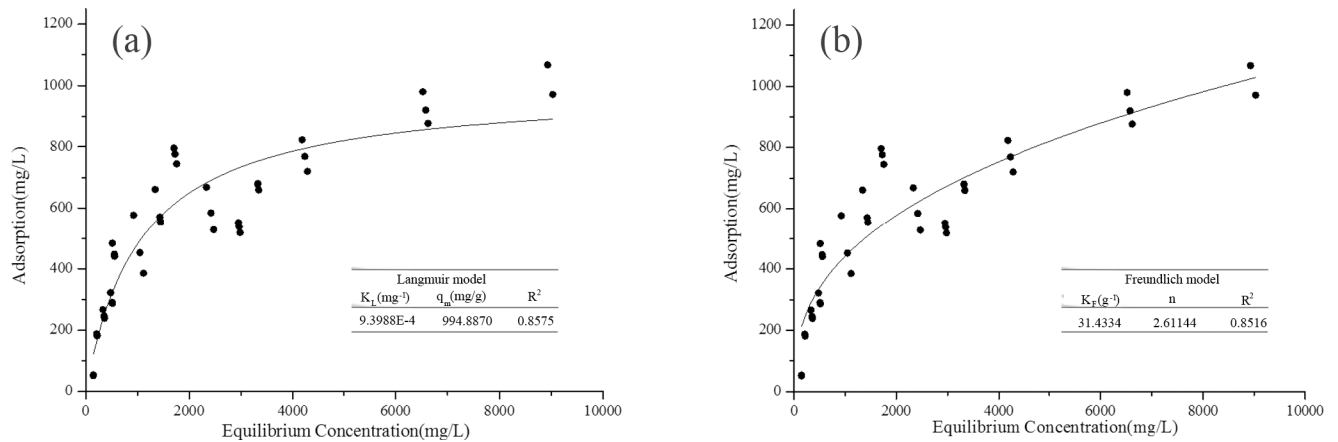 (a)
1200
1000
800
600
400
200
0
Adsorption(mg/L)
0 2000 4000 6000 8000 10000
Equilibrium Concentration(mg/L)
Langmuir model
K_L(mg⁻¹) q_m(mg/g) R²
9.3988E-4 994.8870 0.8575
(b)
1200
1000
800
600
400
200
0
Adsorption(mg/L)
0 2000 4000 6000 8000 10000
Equilibrium Concentration(mg/L)
Freundlich model
K_F(g⁻¹) n R²
31.4334 2.61144 0.8516